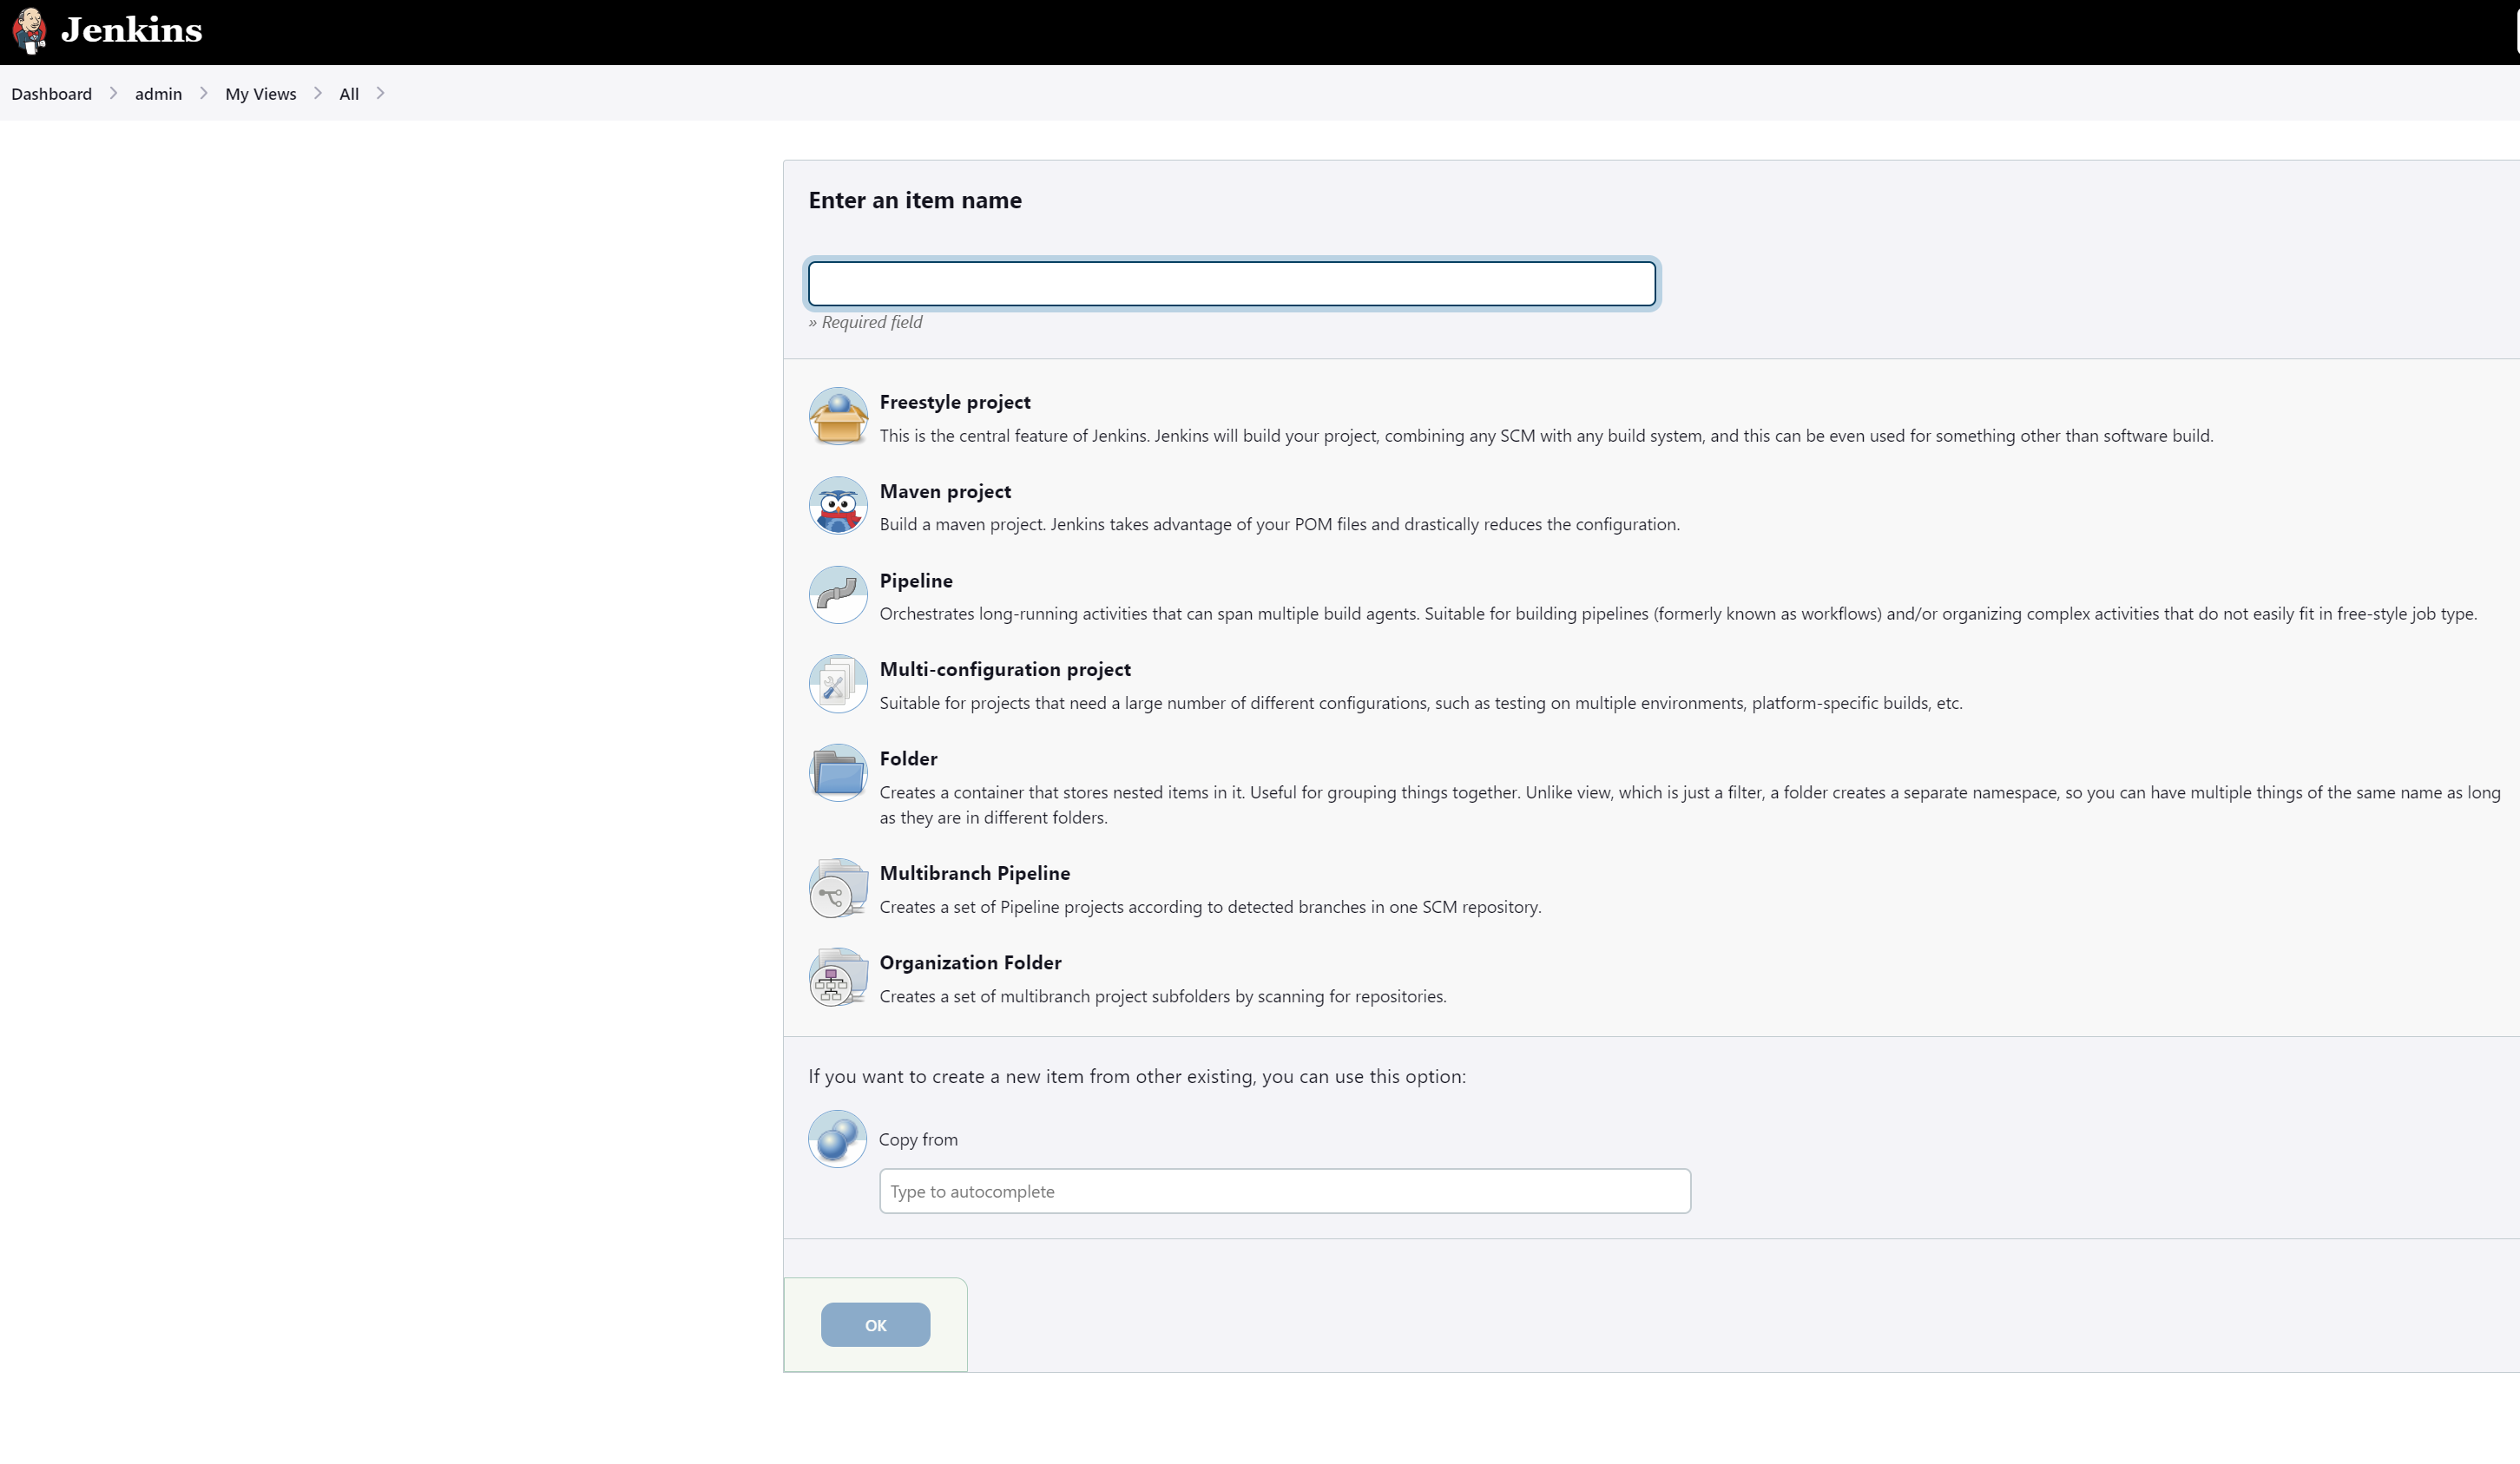 Jenkins
Dashboard
admin
My Views
All
Enter an item name
» Required field
Freestyle project
This is the central feature of Jenkins. Jenkins will build your project, combining any SCM with any build system, and this can be even used for something other than software build.
Maven project
Build a maven project. Jenkins takes advantage of your POM files and drastically reduces the configuration.
Pipeline
Orchestrates long-running activities that can span multiple build agents. Suitable for building pipelines (formerly known as workflows) and/or organizing complex activities that do not easily fit in free-style job type.
Multi-configuration project
Suitable for projects that need a large number of different configurations, such as testing on multiple environments, platform-specific builds, etc.
Folder
Creates a container that stores nested items in it. Useful for grouping things together. Unlike view, which is just a filter, a folder creates a separate namespace, so you can have multiple things of the same name as long
as they are in different folders.
Multibranch Pipeline
Creates a set of Pipeline projects according to detected branches in one SCM repository.
Organization Folder
Creates a set of multibranch project subfolders by scanning for repositories.
If you want to create a new item from other existing, you can use this option:
Copy from
Type to autocomplete
OK